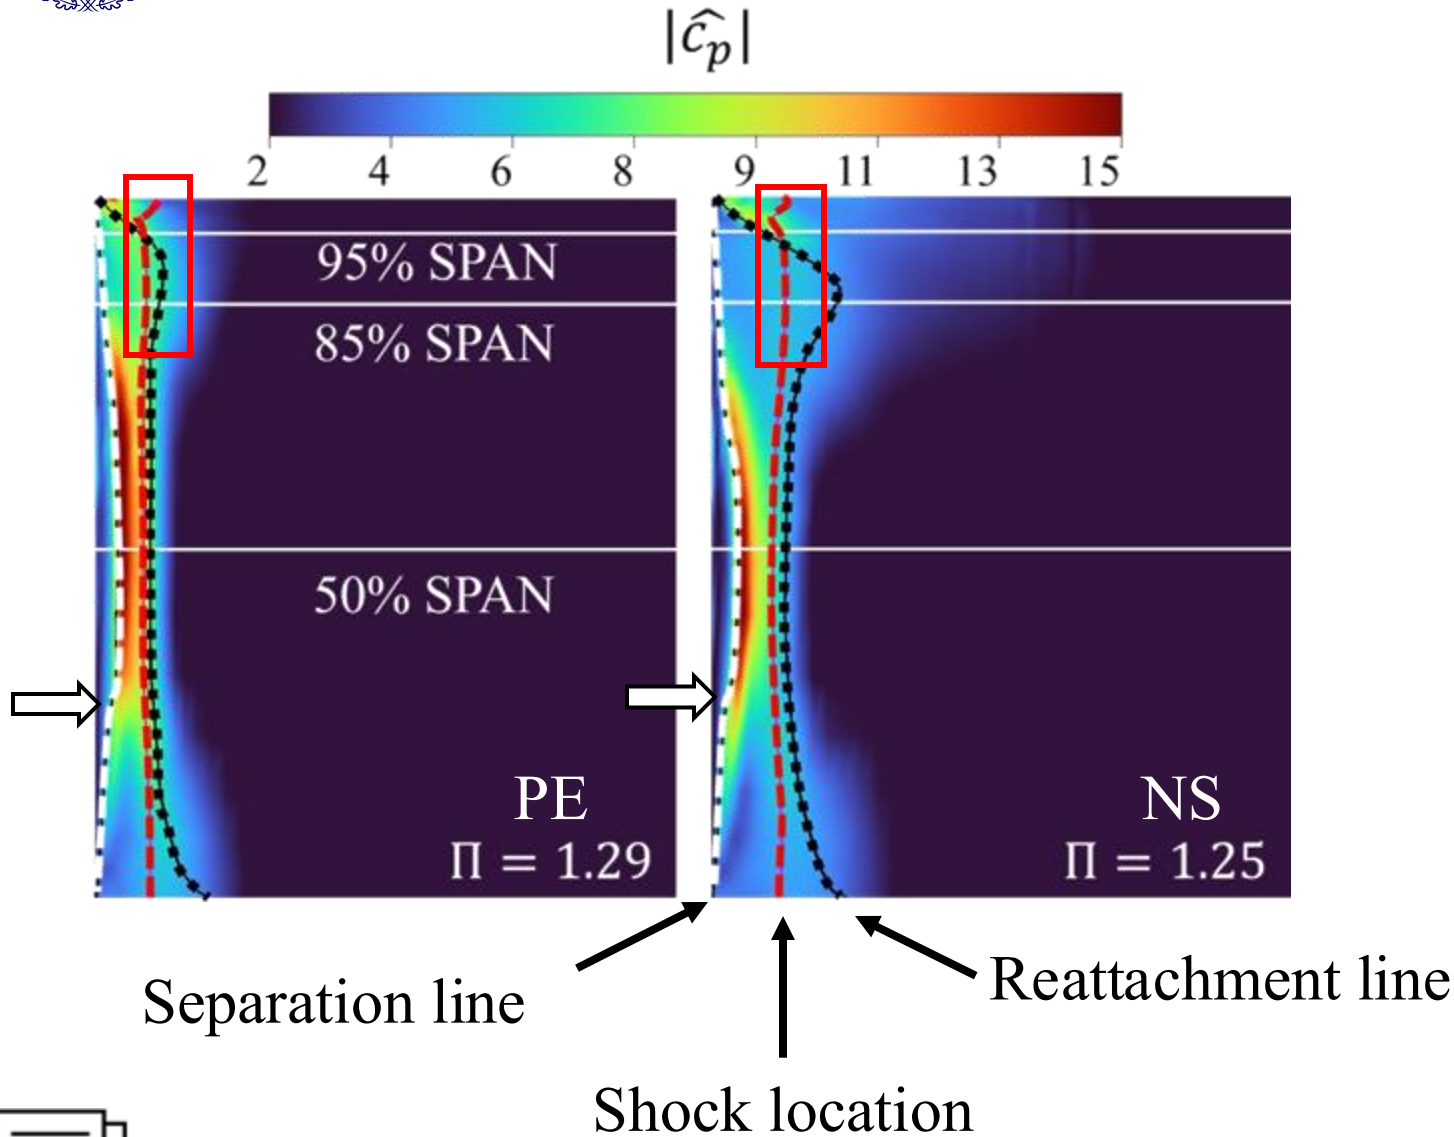 |ĉₚ|
2 4 6 8 9 11 13 15
95% SPAN
85% SPAN
50% SPAN
PE
Π = 1.29
NS
Π = 1.25
Separation line
Reattachment line
Shock location